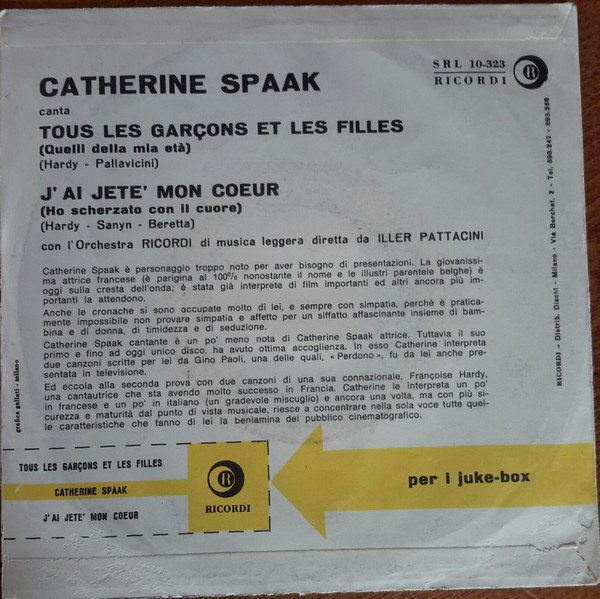 CATHERINE SPAAK
SRL 10-323
RICORDI
R
canta
TOUS LES GARÇONS ET LES FILLES
(Quelli della mia età)
(Hardy - Pallavicini)
J'AI JETE' MON COEUR
(Ho scherzato con il cuore)
(Hardy - Sanyn - Beretta)
con l'Orchestra RICORDI di musica leggera diretta da ILLER PATTACINI
Catherine Spaak è personaggio troppo noto per aver bisogno di presentazioni. La giovanissi-
ma attrice francese (è parigina al 100% nonostante il nome e le illustri parentele belghe) è
oggi sulla cresta dell'onda; è stata già interprete di film importanti ed altri ancora più im-
portanti la attendono.
Anche le cronache si sono occupate molto di lei, e sempre con simpatia, perchè è pratica-
mente impossibile non provare simpatia e affetto per un siffatto affascinante insieme di bam-
bina e di donna, di timidezza e di seduzione.
Catherine Spaak cantante è un po' meno nota di Catherine Spaak attrice. Tuttavia il suo
primo e fino ad oggi unico disco, ha avuto ottima accoglienza. In esso Catherine interpreta
due canzoni scritte per lei da Gino Paoli, una delle quali, « Perdono », fu da lei anche pre-
sentata in televisione.
Ed eccola alla seconda prova con due canzoni di una sua connazionale, Françoise Hardy,
una cantautrice che sta avendo molto successo in Francia. Catherine le interpreta un po'
in francese e un po' in italiano (un gradevole miscuglio) e ancora una volta, ma con più si-
curezza e maturità dal punto di vista musicale, riesce a concentrare nella sola voce tutte quel-
le caratteristiche che fanno di lei la beniamina del pubblico cinematografico.
RICORDI - Distrib. Dischi - Milano - Via Berchet, 2 - Tel. 898.242 - 893.366
grafica gallati - milano
TOUS LES GARÇONS ET LES FILLES
CATHERINE SPAAK
J'AI JETE' MON COEUR
R
RICORDI
per i juke-box